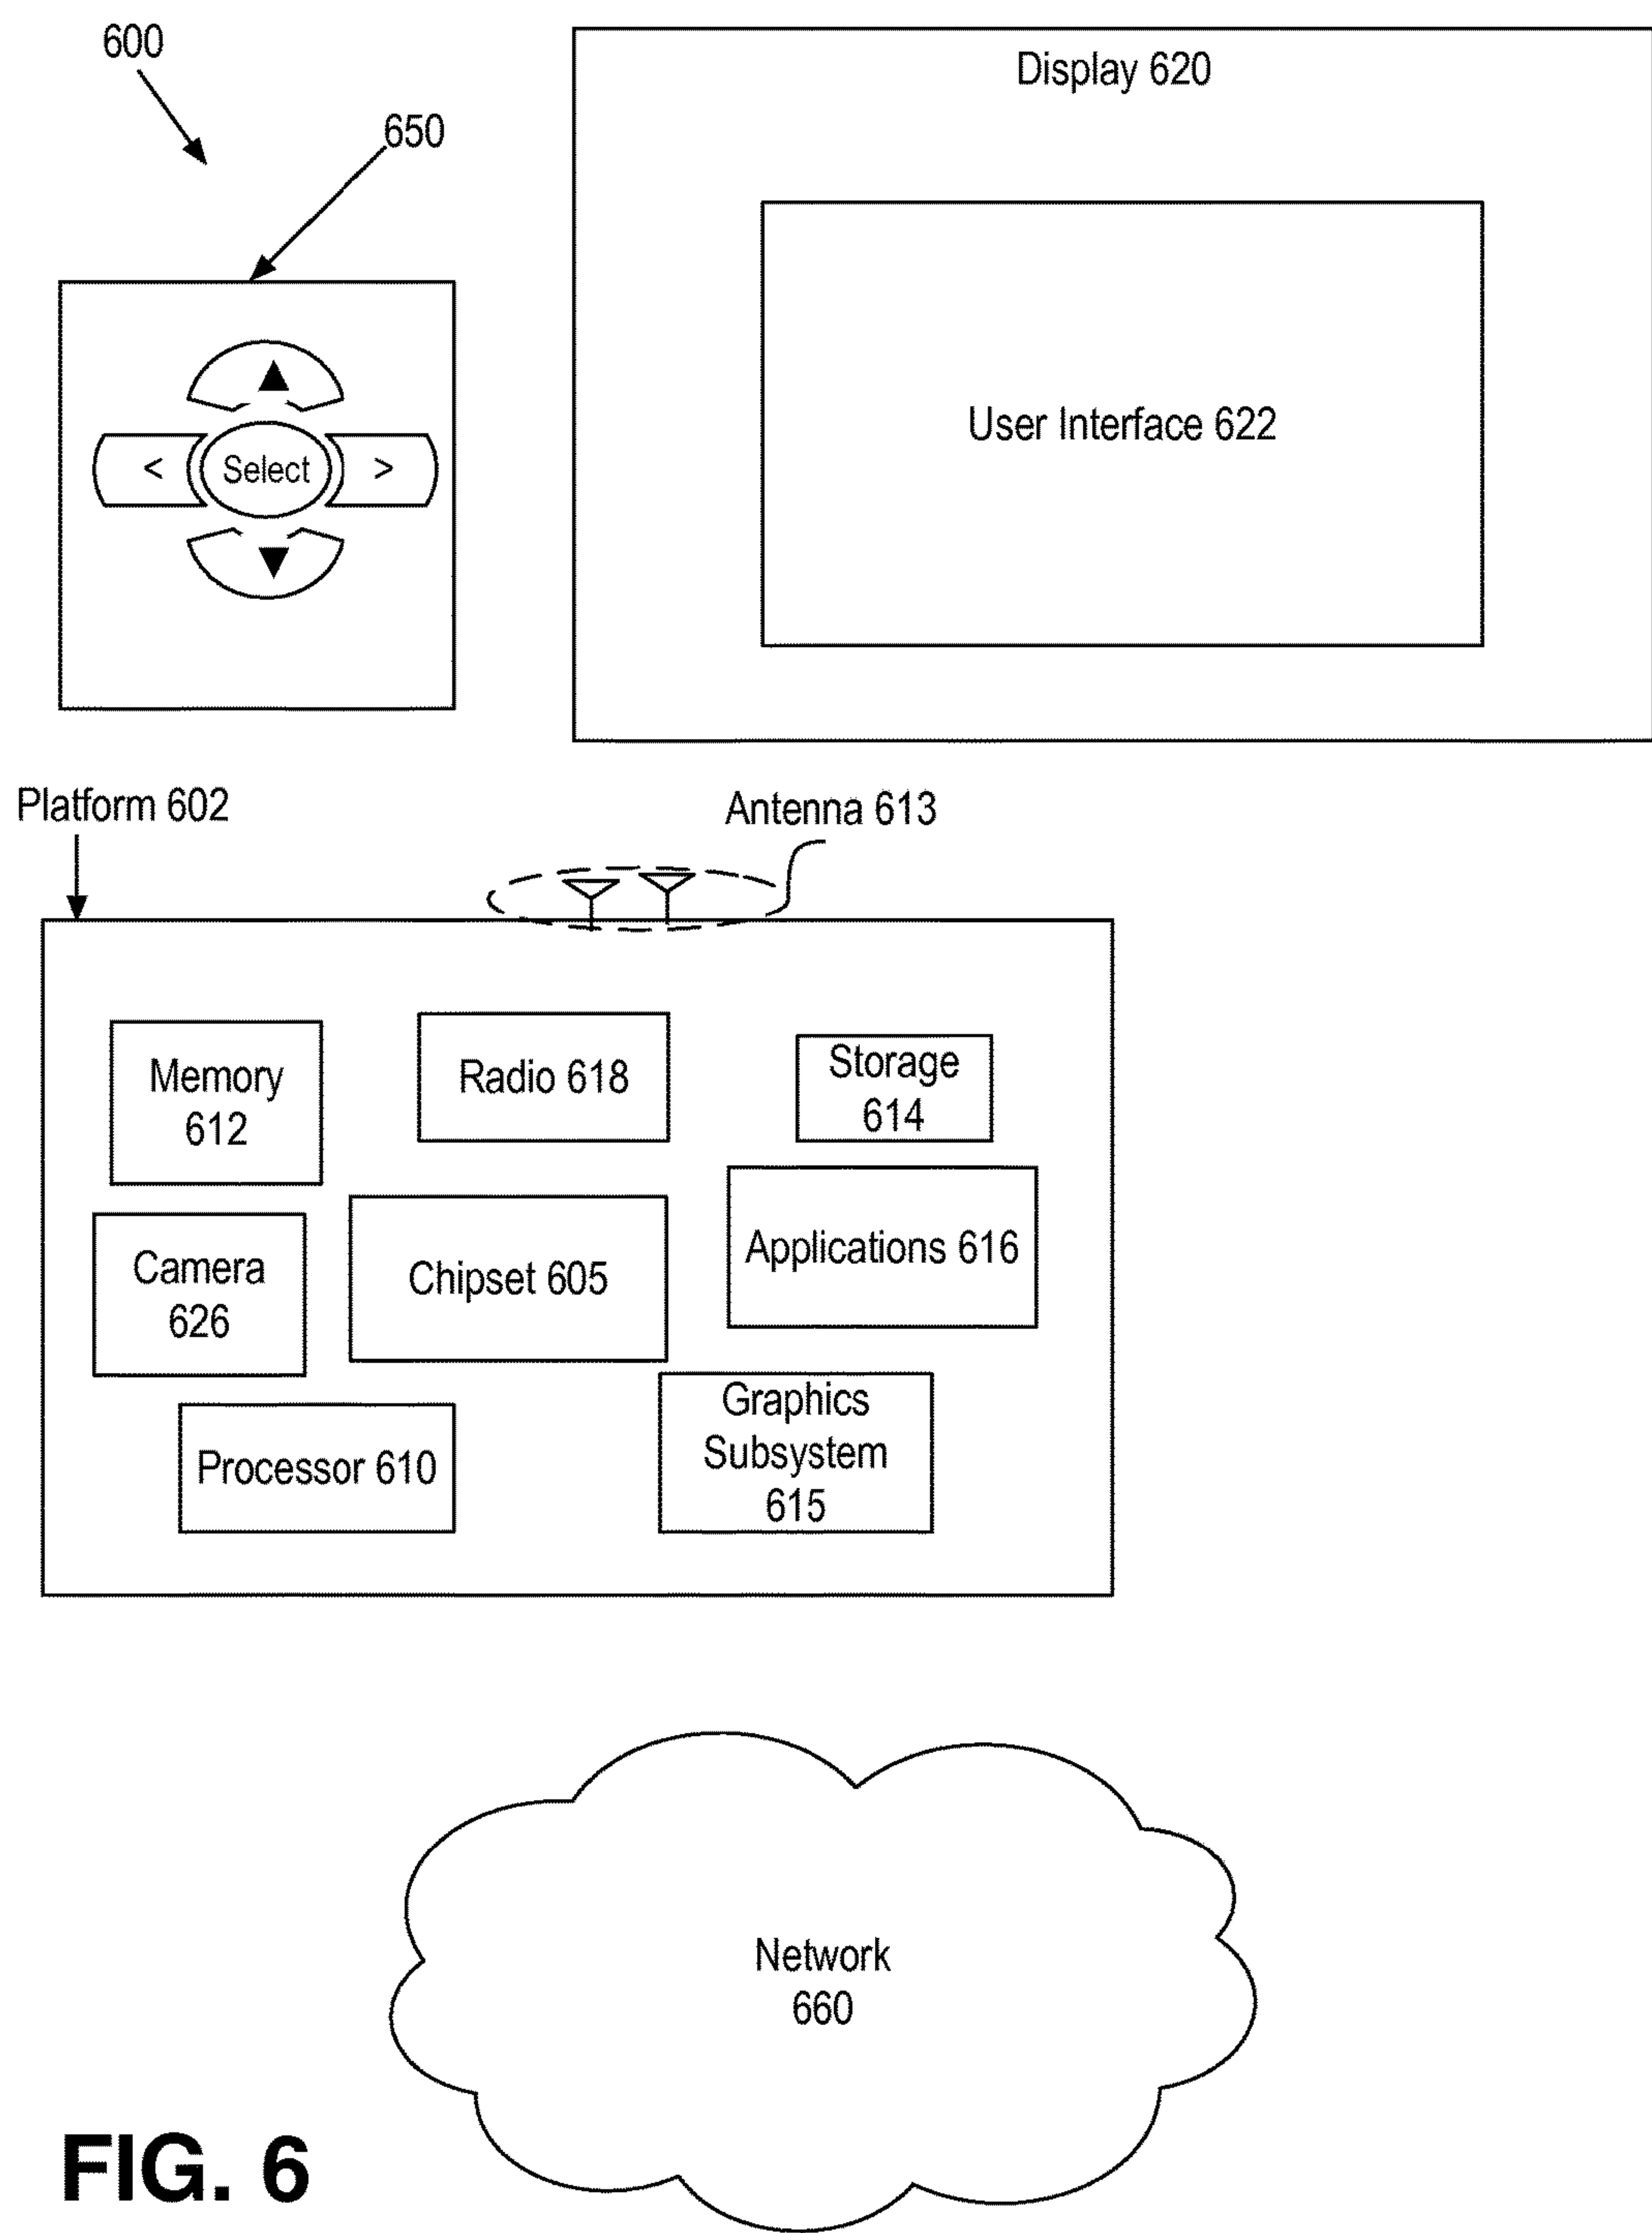 600
650
Display 620
User Interface 622
<
Select
>
Platform 602
Antenna 613
Memory
612
Radio 618
Storage
614
Camera
626
Chipset 605
Applications 616
Processor 610
Graphics
Subsystem
615
Network
660
FIG. 6